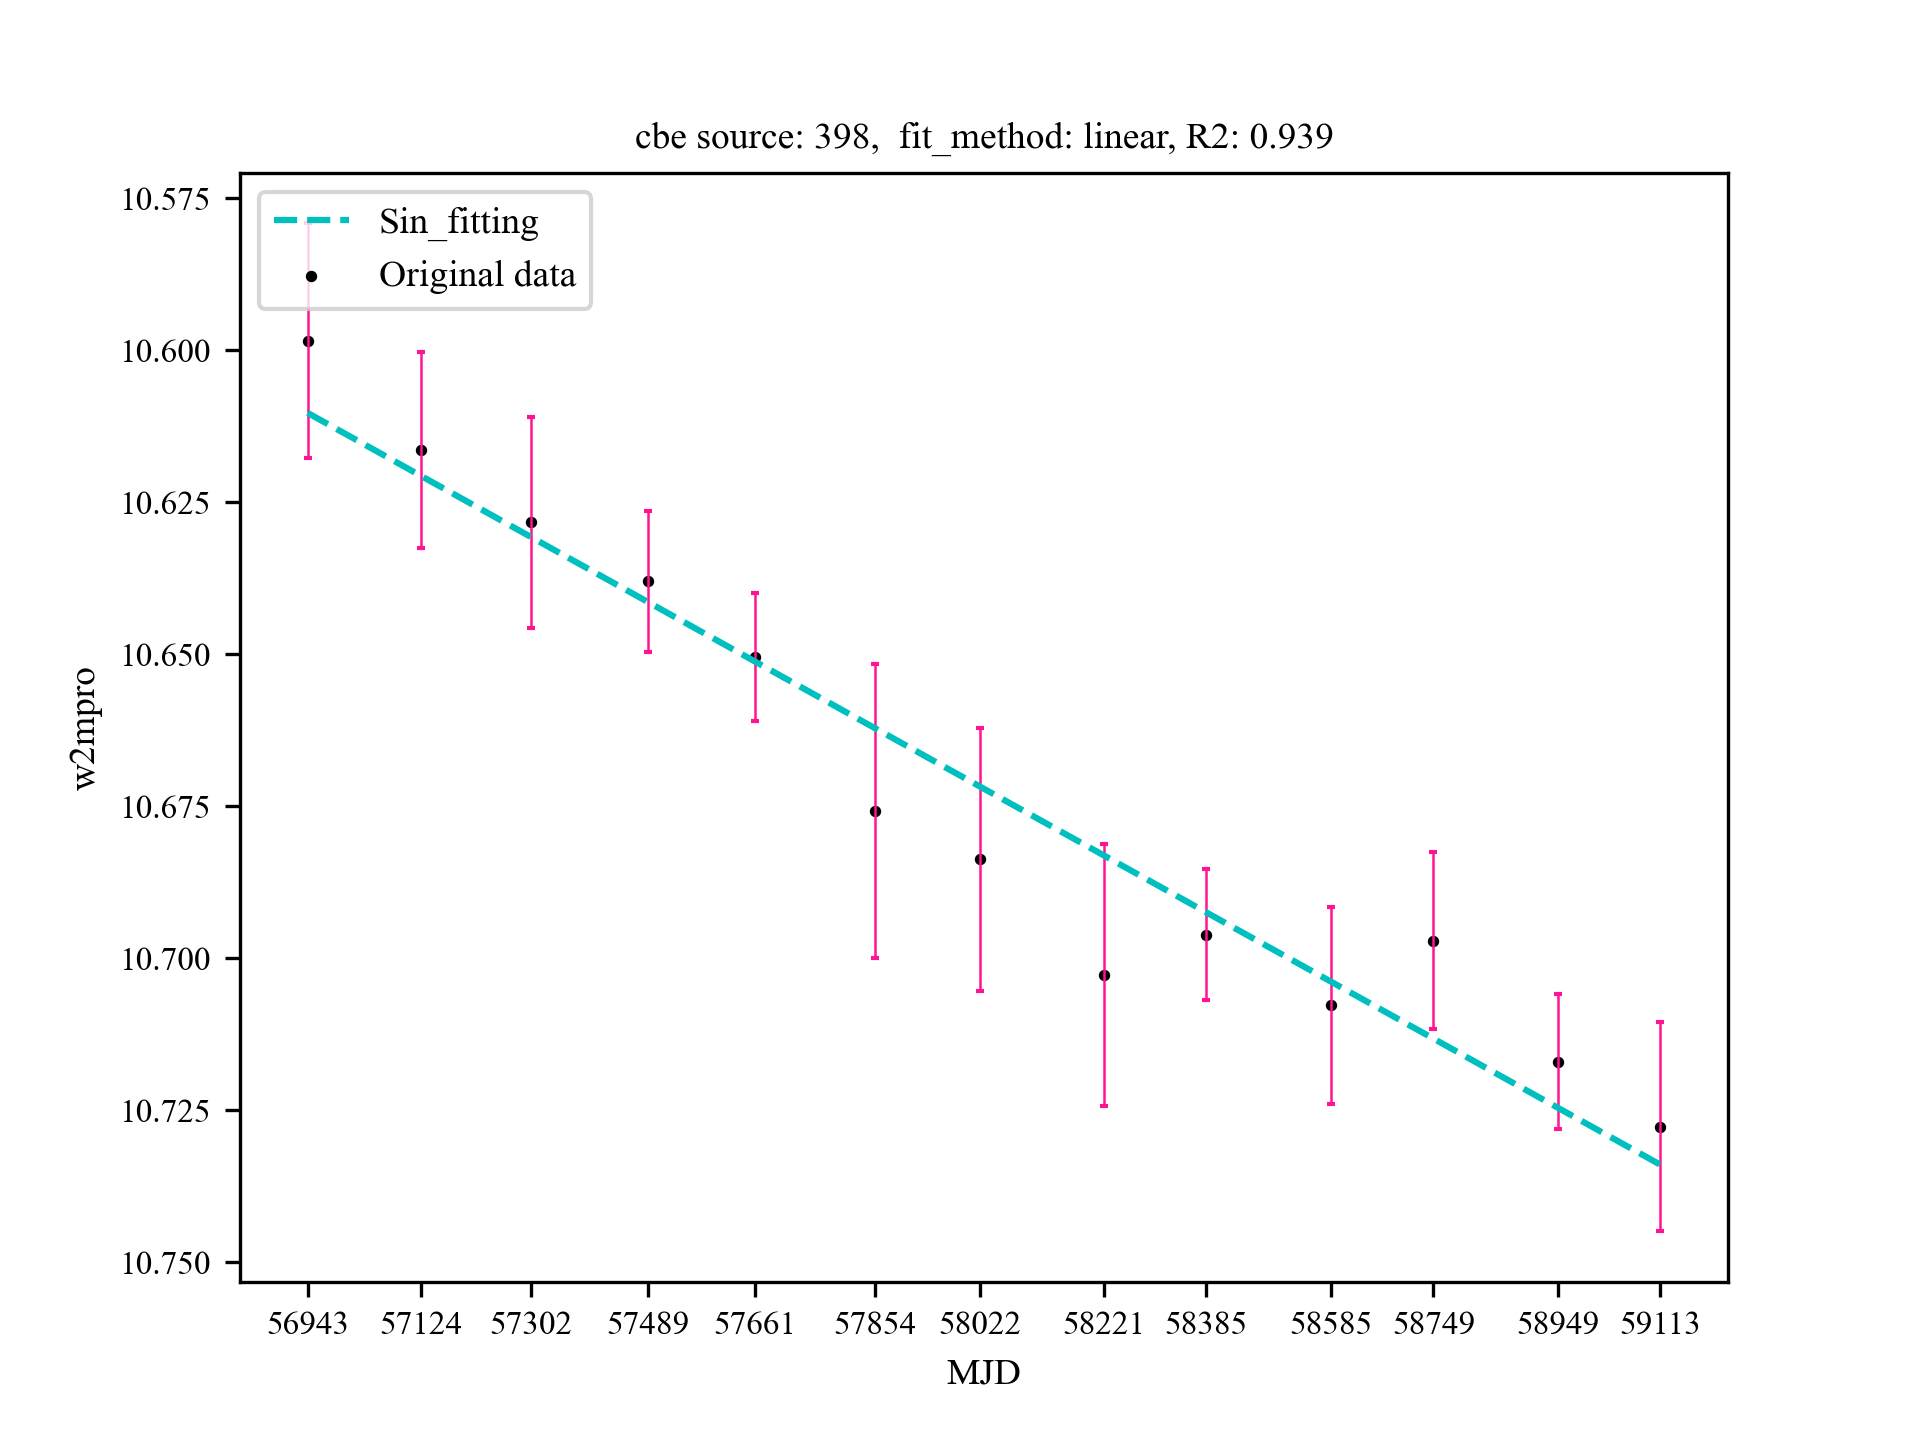 cbe source: 398,  fit_method: linear, R2: 0.939
Sin_fitting
Original data
10.575
10.600
10.625
10.650
10.675
10.700
10.725
10.750
w2mpro
56943 57124 57302 57489 57661 57854 58022 58221 58385 58585 58749 58949 59113
MJD